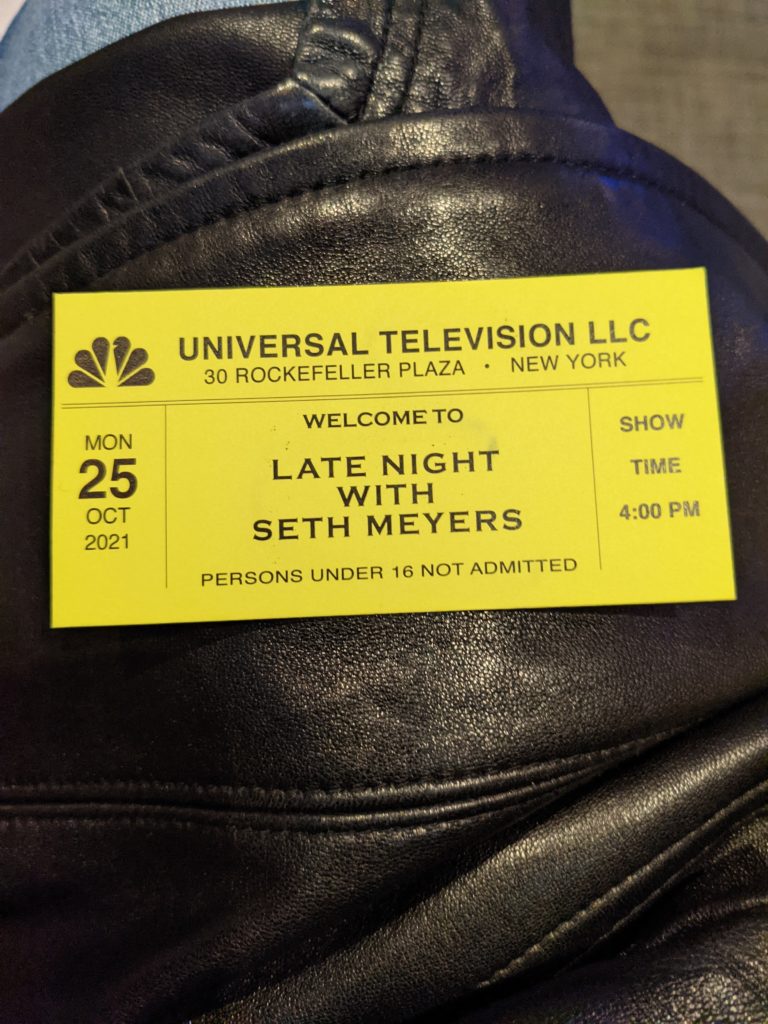 UNIVERSAL TELEVISION LLC
30 ROCKEFELLER PLAZA · NEW YORK
MON
25
OCT
2021
WELCOME TO
LATE NIGHT
WITH
SETH MEYERS
PERSONS UNDER 16 NOT ADMITTED
SHOW
TIME
4:00 PM